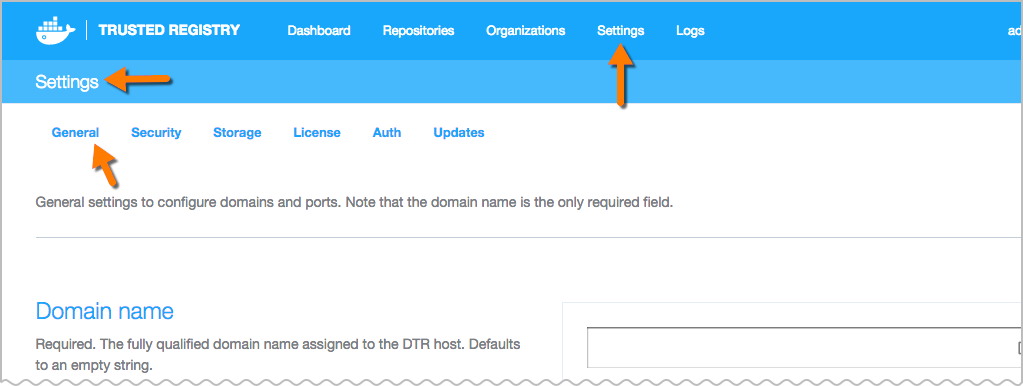 TRUSTED REGISTRY Dashboard Repositories Organizations Settings Logs
Settings
General Security Storage License Auth Updates
General settings to configure domains and ports. Note that the domain name is the only required field.
Domain name
Required. The fully qualified domain name assigned to the DTR host. Defaults
to an empty string.